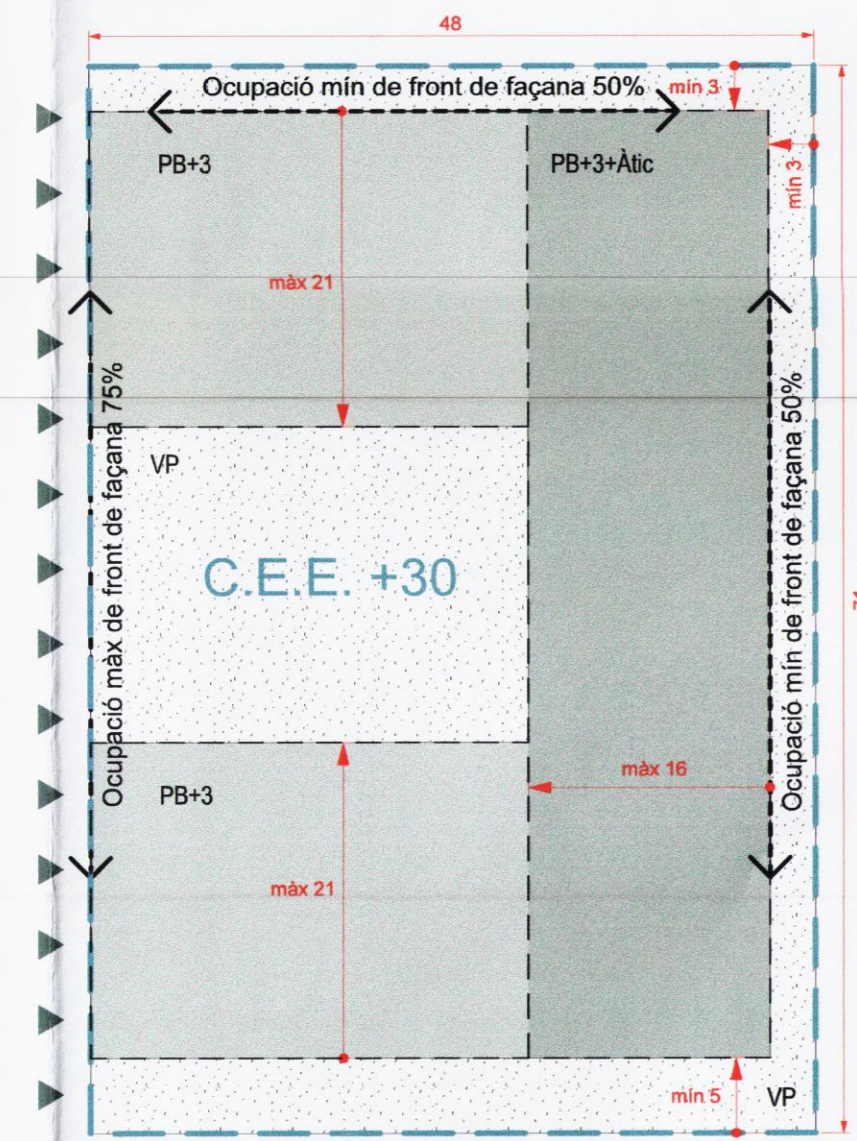 48
Ocupació mín de front de façana 50%
mín 3
PB+3
PB+3+Àtic
mín 3
màx 21
Ocupació màx de front de façana 75%
VP
C.E.E. +30
Ocupació mín de front de façana 50%
71
màx 16
PB+3
màx 21
mín 5
VP